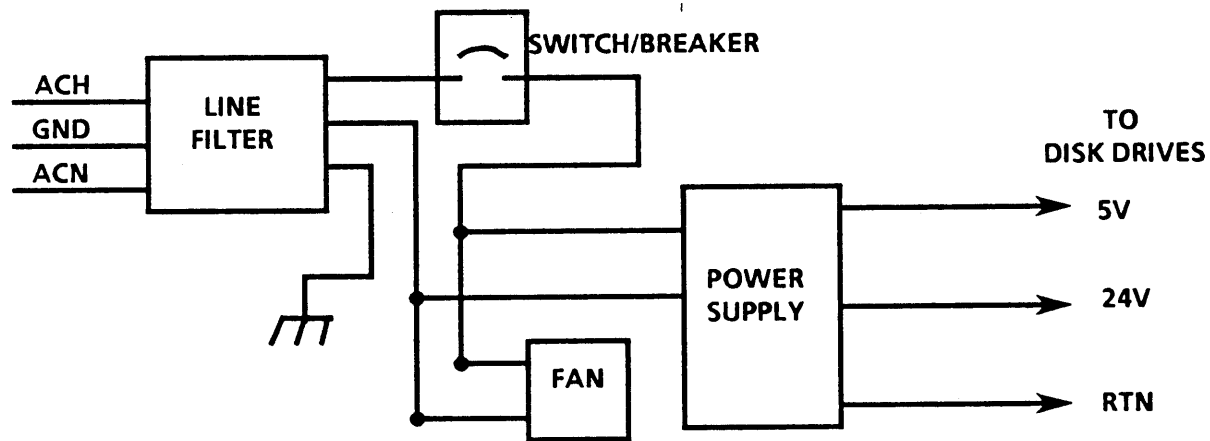 SWITCH/BREAKER
ACH
LINE
FILTER
GND
ACN
TO
DISK DRIVES
5V
POWER
SUPPLY
24V
FAN
RTN